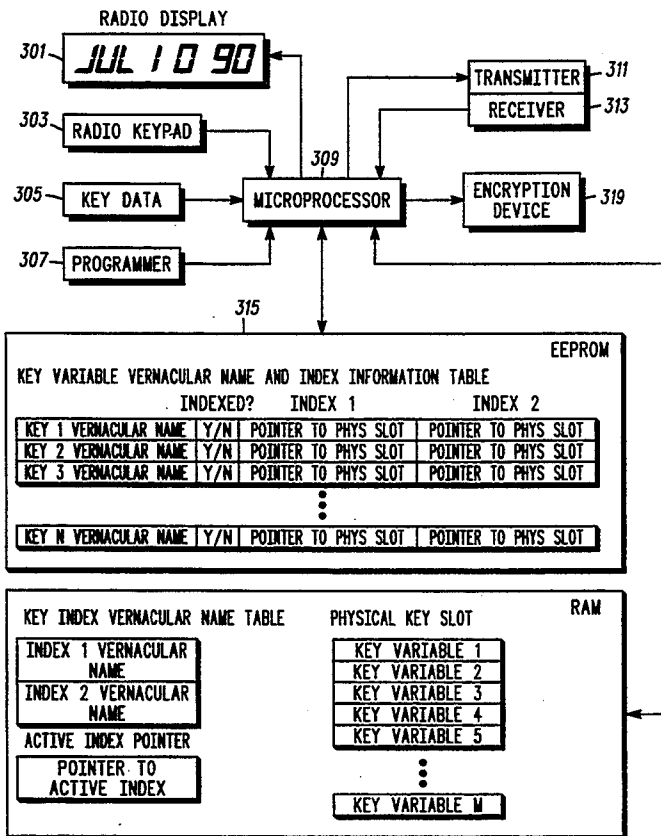 RADIO DISPLAY
301
JUL 10 90
TRANSMITTER
311
RECEIVER
313
303
RADIO KEYPAD
309
305
KEY DATA
MICROPROCESSOR
ENCRYPTION
DEVICE
319
307
PROGRAMMER
315
EEPROM
KEY VARIABLE VERNACULAR NAME AND INDEX INFORMATION TABLE
INDEXED? INDEX 1 INDEX 2
KEY 1 VERNACULAR NAME Y/N POINTER TO PHYS SLOT POINTER TO PHYS SLOT
KEY 2 VERNACULAR NAME Y/N POINTER TO PHYS SLOT POINTER TO PHYS SLOT
KEY 3 VERNACULAR NAME Y/N POINTER TO PHYS SLOT POINTER TO PHYS SLOT
KEY N VERNACULAR NAME Y/N POINTER TO PHYS SLOT POINTER TO PHYS SLOT
RAM
KEY INDEX VERNACULAR NAME TABLE
INDEX 1 VERNACULAR
NAME
INDEX 2 VERNACULAR
NAME
ACTIVE INDEX POINTER
POINTER TO
ACTIVE INDEX
PHYSICAL KEY SLOT
KEY VARIABLE 1
KEY VARIABLE 2
KEY VARIABLE 3
KEY VARIABLE 4
KEY VARIABLE 5
KEY VARIABLE M